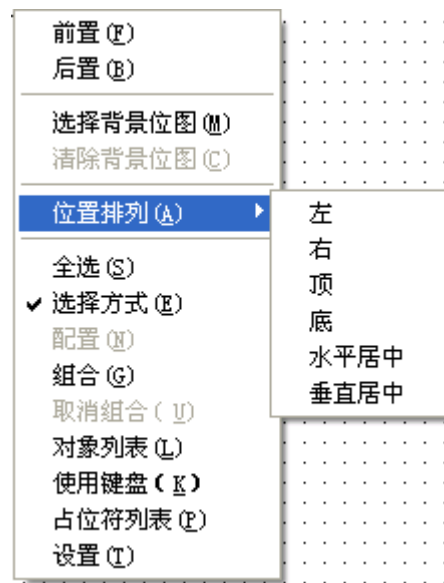 前置(F)
后置(B)
选择背景位图(M)
清除背景位图(C)
位置排列(A)
全选(S)
选择方式(E)
配置(N)
组合(G)
取消组合( U)
对象列表(L)
使用键盘(K)
占位符列表(P)
设置(T)
左
右
顶
底
水平居中
垂直居中